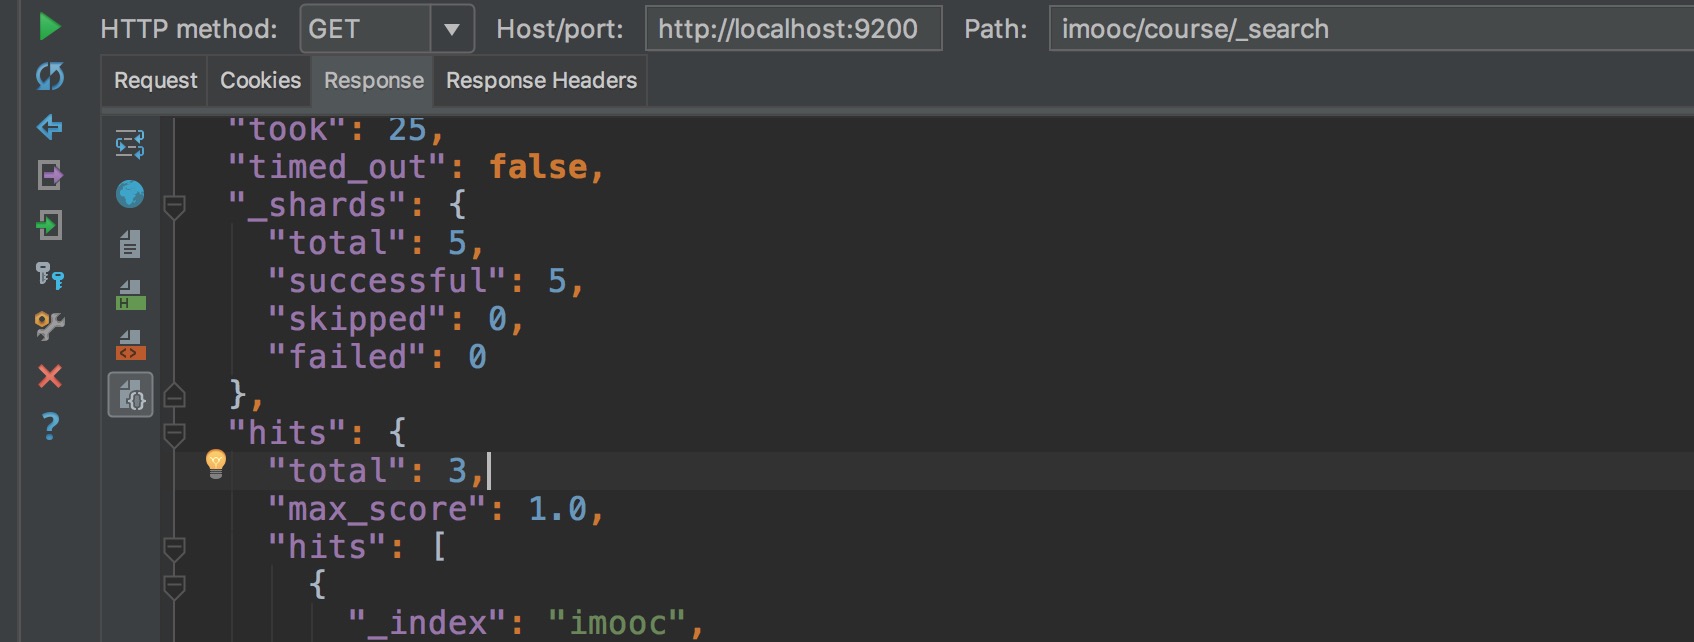 HTTP method: GET Host/port: http://localhost:9200 Path: imooc/course/_search
Request Cookies Response Response Headers
"took": 25,
"timed_out": false,
"_shards": {
"total": 5,
"successful": 5,
"skipped": 0,
"failed": 0
},
"hits": {
"total": 3,
"max_score": 1.0,
"hits": [
{
"_index": "imooc",